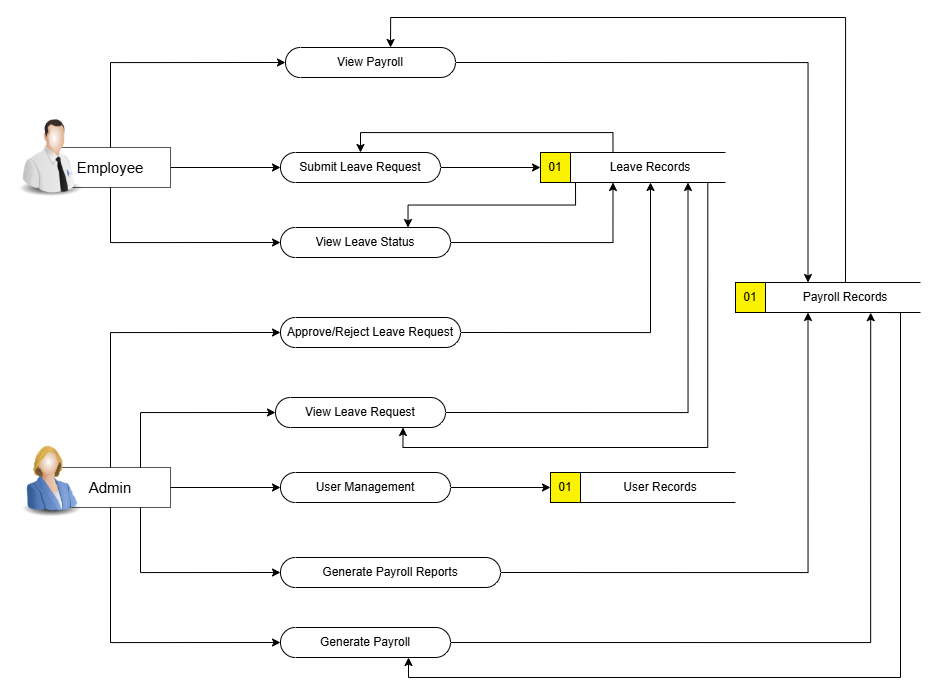 View Payroll
Employee
Submit Leave Request
01
Leave Records
View Leave Status
01
Payroll Records
Approve/Reject Leave Request
View Leave Request
Admin
User Management
01
User Records
Generate Payroll Reports
Generate Payroll